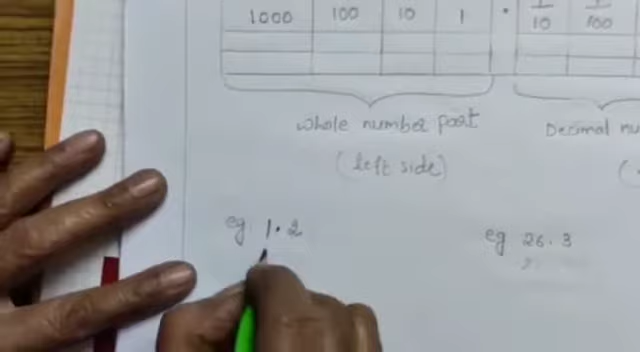 1000 100 10 1 . 1/10 1/100
whole number part Decimal
(left side)
eg 1.2 eg 26.3